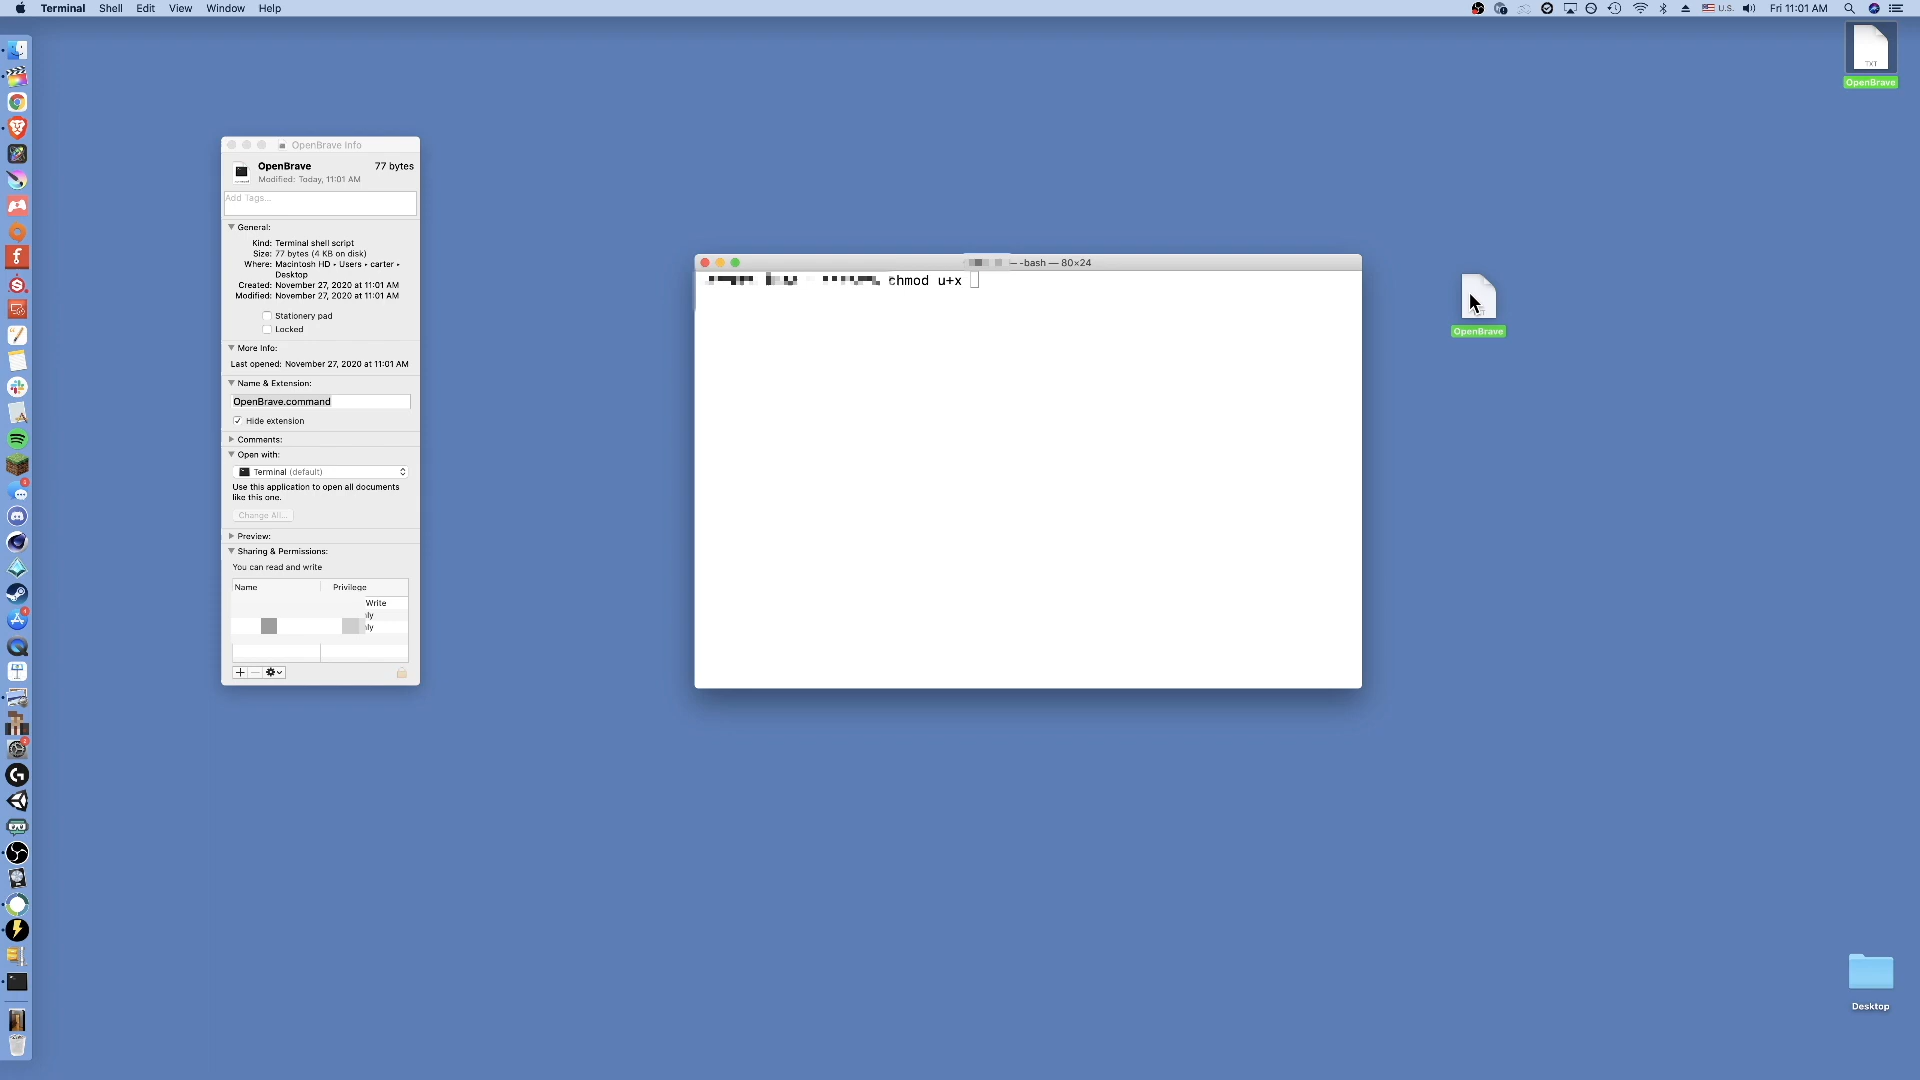 Terminal Shell Edit View Window Help
U.S. Fri 11:01 AM
TXT
OpenBrave
OpenBrave Info
OpenBrave 77 bytes
Modified: Today, 11:01 AM
Add Tags...
General:
Kind: Terminal shell script
Size: 77 bytes (4 KB on disk)
Where: Macintosh HD • Users • carter •
Desktop
Created: November 27, 2020 at 11:01 AM
Modified: November 27, 2020 at 11:01 AM
Stationery pad
Locked
More Info:
Last opened: November 27, 2020 at 11:01 AM
Name & Extension:
OpenBrave.command
Hide extension
Comments:
Open with:
Terminal (default)
Use this application to open all documents
like this one.
Change All...
Preview:
Sharing & Permissions:
You can read and write
Name Privilege
Write
— -bash — 80×24
chmod u+x
OpenBrave
Desktop